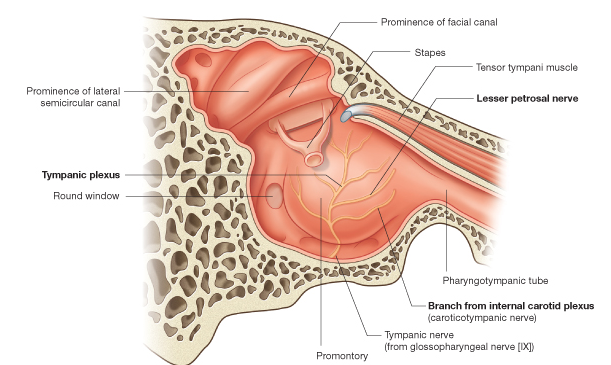 Prominence of facial canal
Stapes
Tensor tympani muscle
Prominence of lateral
semicircular canal
Lesser petrosal nerve
Tympanic plexus
Round window
Pharyngotympanic tube
Branch from internal carotid plexus
(caroticotympanic nerve)
Tympanic nerve
(from glossopharyngeal nerve [IX])
Promontory